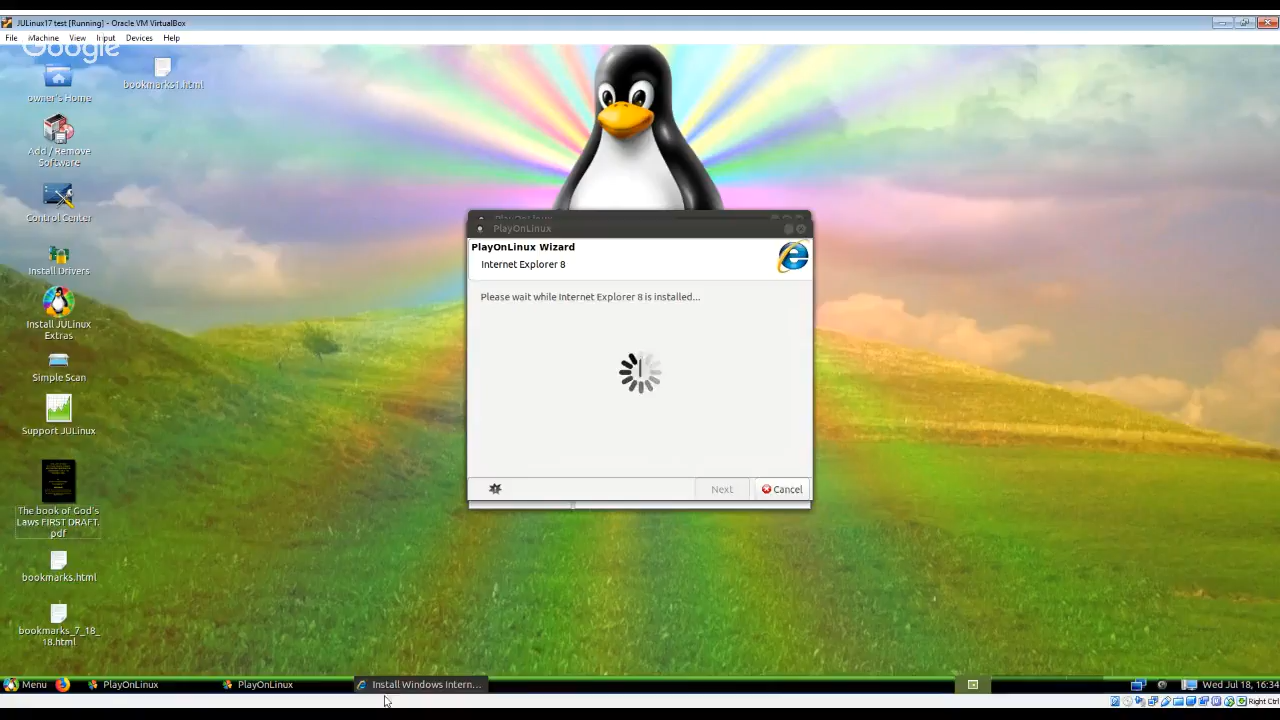 JULinux17 test [Running] - Oracle VM VirtualBox
File Machine View Input Devices Help
Google
owner's Home
bookmarks1.html
Add / Remove
Software
Control Center
Install Drivers
Install JULinux
Extras
Simple Scan
Support JULinux
The book of God's
Laws FIRST DRAFT.
pdf
bookmarks.html
bookmarks_7_18_
18.html
PlayOnLinux
PlayOnLinux
PlayOnLinux Wizard
Internet Explorer 8
Please wait while Internet Explorer 8 is installed...
Next Cancel
Menu PlayOnLinux PlayOnLinux Install Windows Intern... Wed Jul 18, 16:34
Right Ctrl